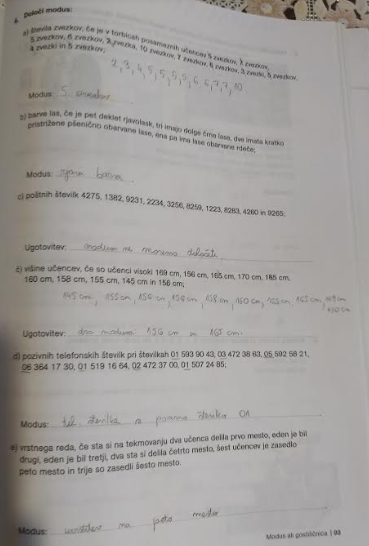 6. Določi modus:
a) števila zvezkov, če je v torbicah posameznih učencev 5 zvezkov, 7 zvezkov,
5 zvezkov, 6 zvezkov, 3 zvezka, 10 zvezkov, 7 zvezkov, 6 zvezkov, 3 zvezki, 5 zvezkov,
4 zvezki in 5 zvezkov;
2, 3, 4, 5, 5, 5, 5, 6, 6, 7, 7, 10
Modus: 5
b) barve las, če je pet deklet rjavolask, tri imajo dolge črne lase, dve imata kratko
pristrižene pšenično obarvane lase, ena pa ima lase obarvane rdeče;
Modus: rjava barva
c) poštnih številk 4275, 1382, 9231, 2234, 3256, 8259, 1223, 8263, 4260 in 9265;
Ugotovitev: modusa ne moremo določiti
č) višine učencev, če so učenci visoki 169 cm, 156 cm, 165 cm, 170 cm, 165 cm,
160 cm, 158 cm, 155 cm, 145 cm in 156 cm;
145 cm, 155 cm, 156 cm, 156 cm, 158 cm, 160 cm, 165 cm, 165 cm, 169 cm
170 cm
Ugotovitev: dva modusa 156 cm in 165 cm.
d) pozivnih telefonskih številk pri številkah 01 593 90 43, 03 472 38 63, 05 592 58 21,
06 364 17 30, 01 519 16 64, 02 472 37 00, 01 507 24 85;
Modus: tel. številka s pozivno številko 01
e) vrstnega reda, če sta si na tekmovanju dva učenca delila prvo mesto, eden je bil
drugi, eden je bil tretji, dva sta si delila četrto mesto, šest učencev je zasedlo
peto mesto in trije so zasedli šesto mesto.
Modus: uvrstitev na peto mesto
Modus ali gostiščnica | 93